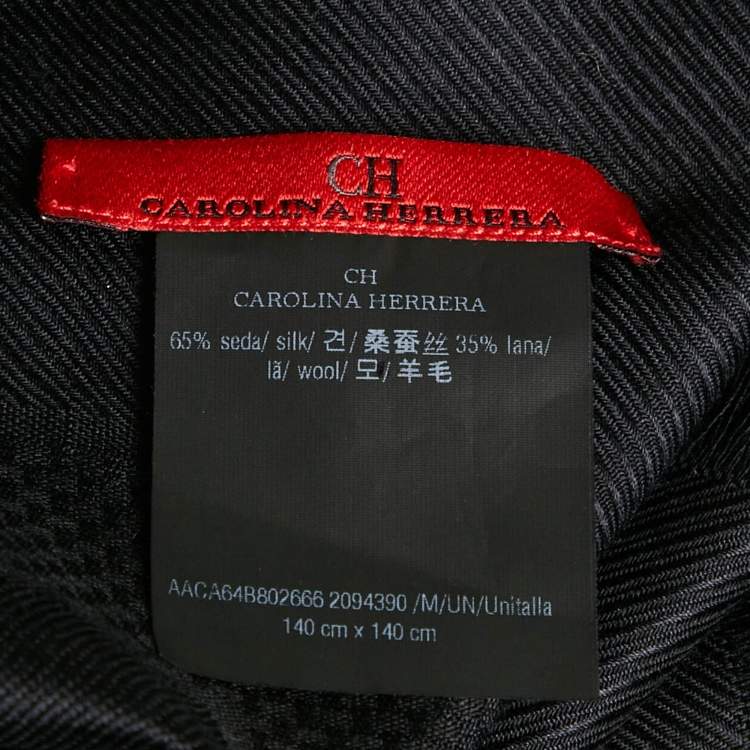 CH
CAROLINA HERRERA
CH
CAROLINA HERRERA
65% seda/ silk/ 견/ 桑蚕丝 35% lana/
lã/ wool/ 모/ 羊毛
AACA64B802666 2094390 /M/UN/Unitalla
140 cm x 140 cm